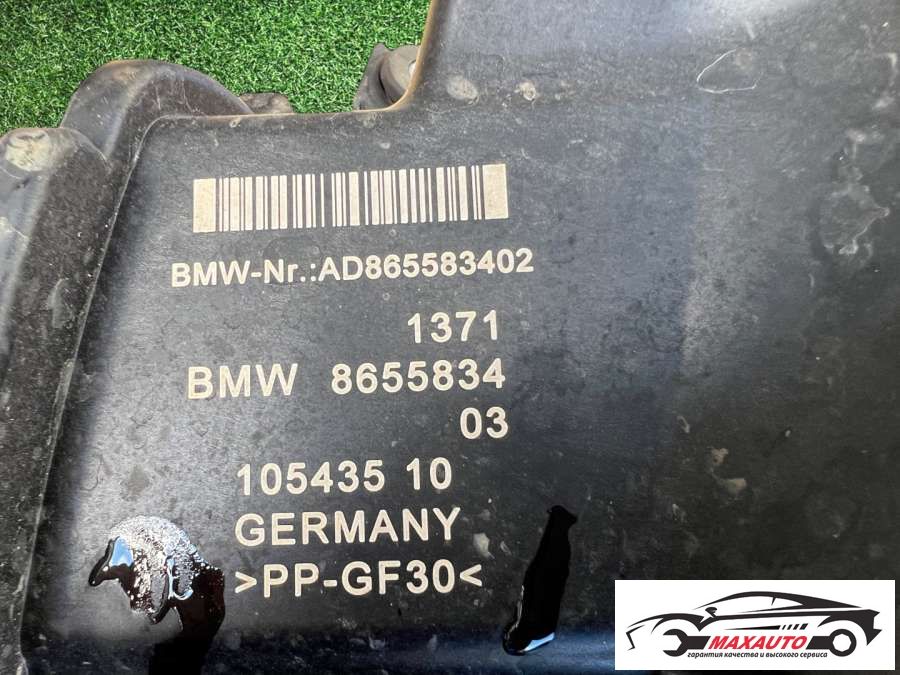 BMW-Nr.:AD865583402
1371
BMW 8655834
03
105435 10
GERMANY
>PP-GF30<
MAXAUTO
гарантия качества и высокого сервиса